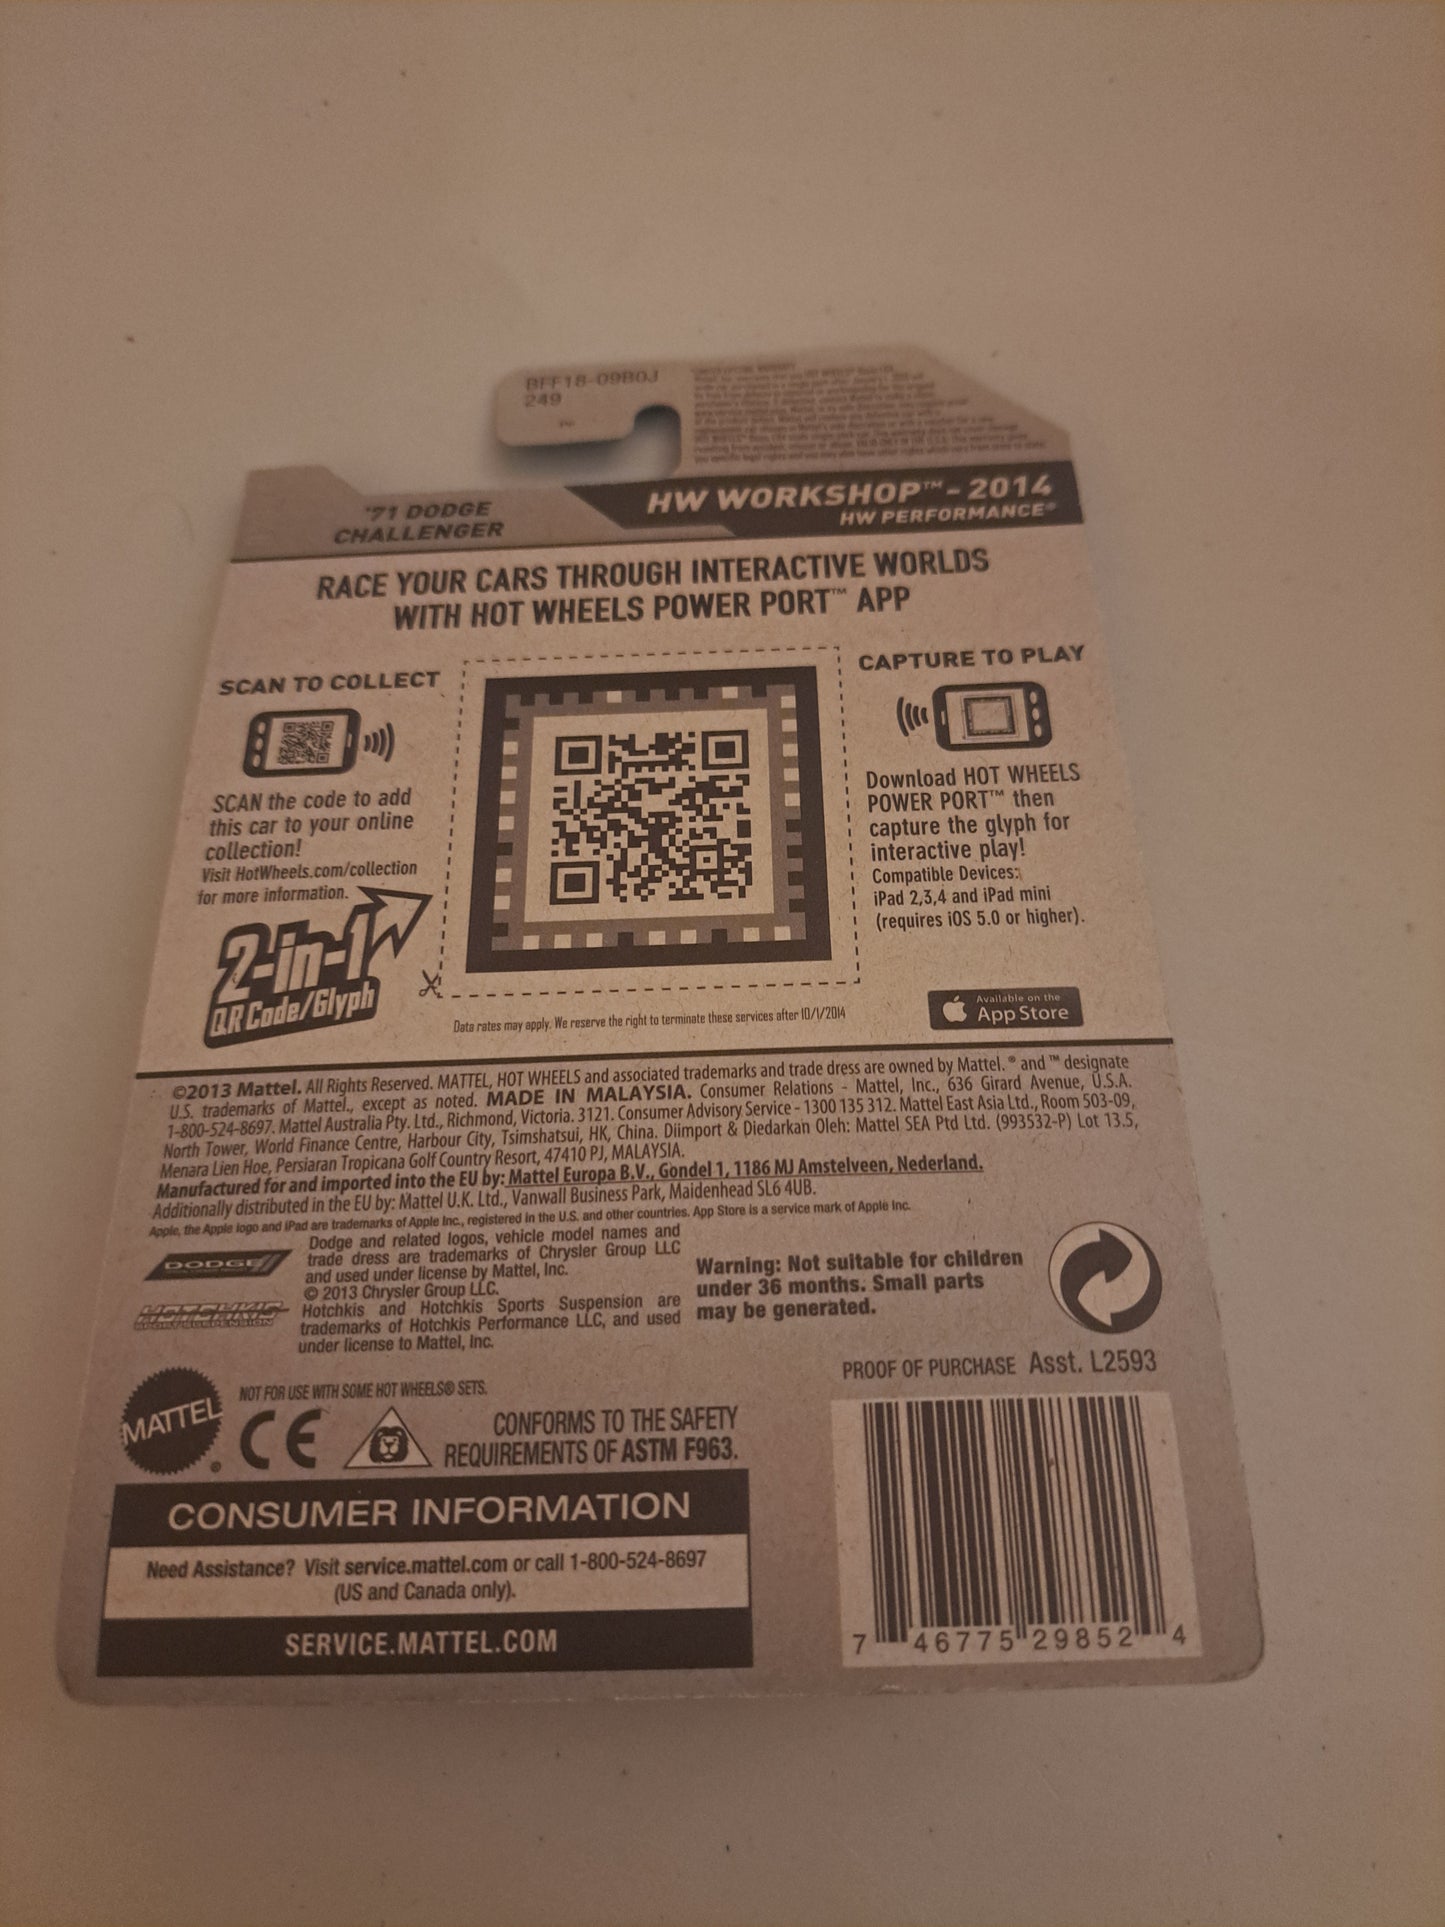 BFF18-09B0J
249
'71 DODGE
CHALLENGER
HW WORKSHOP™ - 2014
HW PERFORMANCE®
RACE YOUR CARS THROUGH INTERACTIVE WORLDS
WITH HOT WHEELS POWER PORT™ APP
SCAN TO COLLECT
SCAN the code to add
this car to your online
collection!
Visit HotWheels.com/collection
for more information.
2-in-1
QR Code/Glyph
CAPTURE TO PLAY
Download HOT WHEELS
POWER PORT™ then
capture the glyph for
interactive play!
Compatible Devices:
iPad 2,3,4 and iPad mini
(requires iOS 5.0 or higher).
Available on the
App Store
Data rates may apply. We reserve the right to terminate these services after 10/1/2014
©2013 Mattel. All Rights Reserved. MATTEL, HOT WHEELS and associated trademarks and trade dress are owned by Mattel. ® and ™ designate
U.S. trademarks of Mattel., except as noted. MADE IN MALAYSIA. Consumer Relations - Mattel, Inc., 636 Girard Avenue, U.S.A.
1-800-524-8697. Mattel Australia Pty. Ltd., Richmond, Victoria. 3121. Consumer Advisory Service - 1300 135 312. Mattel East Asia Ltd., Room 503-09,
North Tower, World Finance Centre, Harbour City, Tsimshatsui, HK, China. Diimport & Diedarkan Oleh: Mattel SEA Ptd Ltd. (993532-P) Lot 13.5,
Menara Lien Hoe, Persiaran Tropicana Golf Country Resort, 47410 PJ, MALAYSIA.
Manufactured for and imported into the EU by: Mattel Europa B.V., Gondel 1, 1186 MJ Amstelveen, Nederland.
Additionally distributed in the EU by: Mattel U.K. Ltd., Vanwall Business Park, Maidenhead SL6 4UB.
Apple, the Apple logo and iPad are trademarks of Apple Inc., registered in the U.S. and other countries. App Store is a service mark of Apple Inc.
DODGE
Dodge and related logos, vehicle model names and
trade dress are trademarks of Chrysler Group LLC
and used under license by Mattel, Inc.
© 2013 Chrysler Group LLC.
HOTCHKIS
SPORT SUSPENSION
Hotchkis and Hotchkis Sports Suspension are
trademarks of Hotchkis Performance LLC, and used
under license to Mattel, Inc.
Warning: Not suitable for children
under 36 months. Small parts
may be generated.
PROOF OF PURCHASE Asst. L2593
MATTEL
NOT FOR USE WITH SOME HOT WHEELS® SETS.
CE
CONFORMS TO THE SAFETY
REQUIREMENTS OF ASTM F963.
CONSUMER INFORMATION
Need Assistance? Visit service.mattel.com or call 1-800-524-8697
(US and Canada only).
SERVICE.MATTEL.COM
7 46775 29852 4